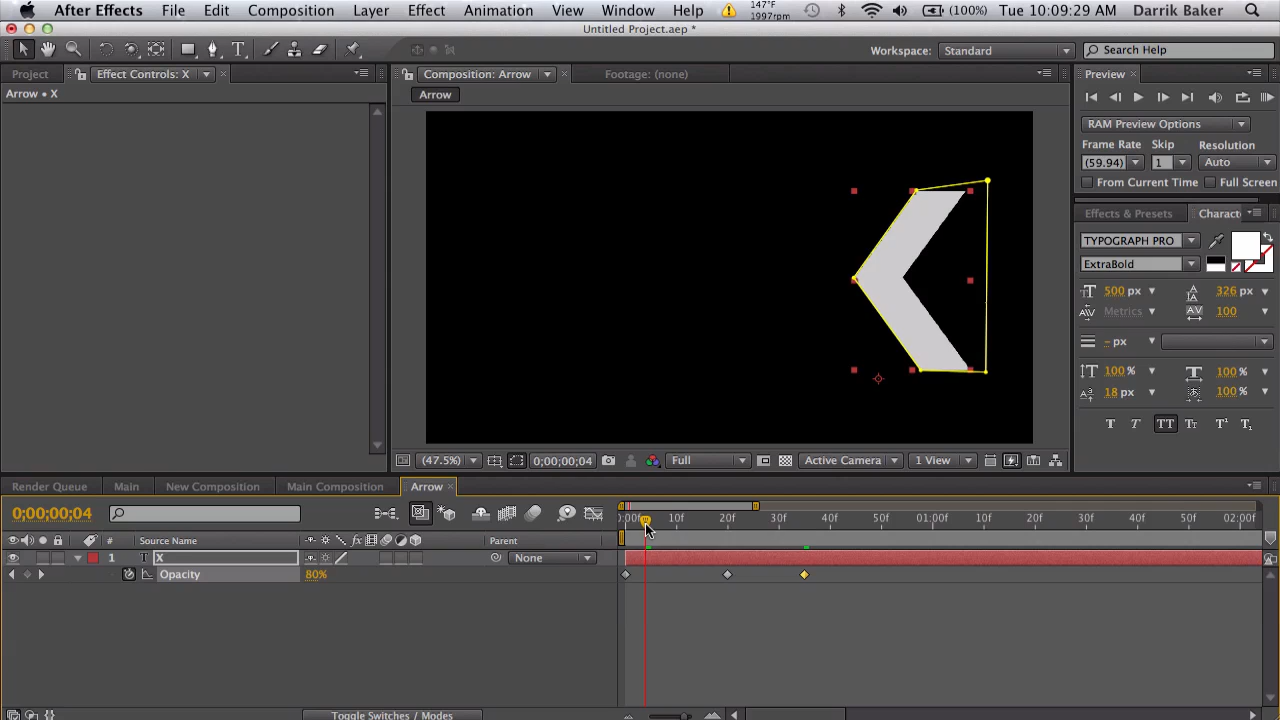 After Effects File Edit Composition Layer Effect Animation View Window Help 147°F 1997rpm (100%) Tue 10:09:29 AM Darrik Baker
Untitled Project.aep *
Workspace: Standard Search Help
Project Effect Controls: X Composition: Arrow Footage: (none) Preview
Arrow • X Arrow
RAM Preview Options
Frame Rate Skip Resolution
(59.94) 1 Auto
From Current Time Full Screen
Effects & Presets Charact
TYPOGRAPH PRO
ExtraBold
500 px 326 px
Metrics 100
- px
100 % 100 %
18 px 100 %
T T TT Tr T¹ T₁
(47.5%) 0;00;00;04 Full Active Camera 1 View
Render Queue Main New Composition Main Composition Arrow
0;00;00;04
0:00f 10f 20f 30f 40f 50f 01:00f 10f 20f 30f 40f 50f 02:00f
# Source Name Parent
1 T X None
Opacity 80%
Toggle Switches / Modes